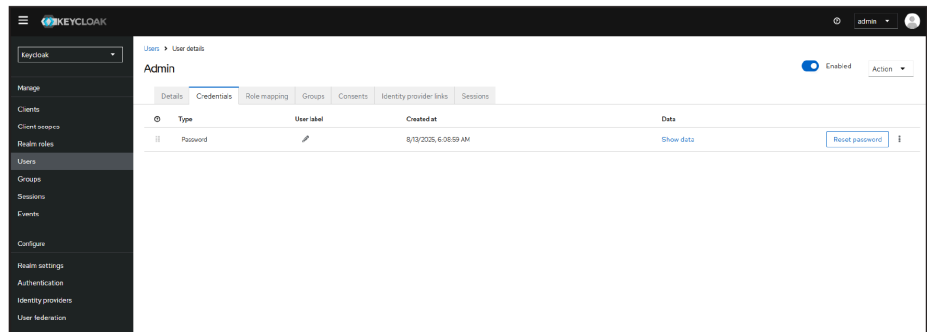 KEYCLOAK
admin
Keycloak
Users > User details
Admin
Enabled
Action
Manage
Details Credentials Role mapping Groups Consents Identity provider links Sessions
Clients
Type User label Created at Data
Client scopes
Password 8/13/2025, 6:08:59 AM Show data Reset password
Realm roles
Users
Groups
Sessions
Events
Configure
Realm settings
Authentication
Identity providers
User federation